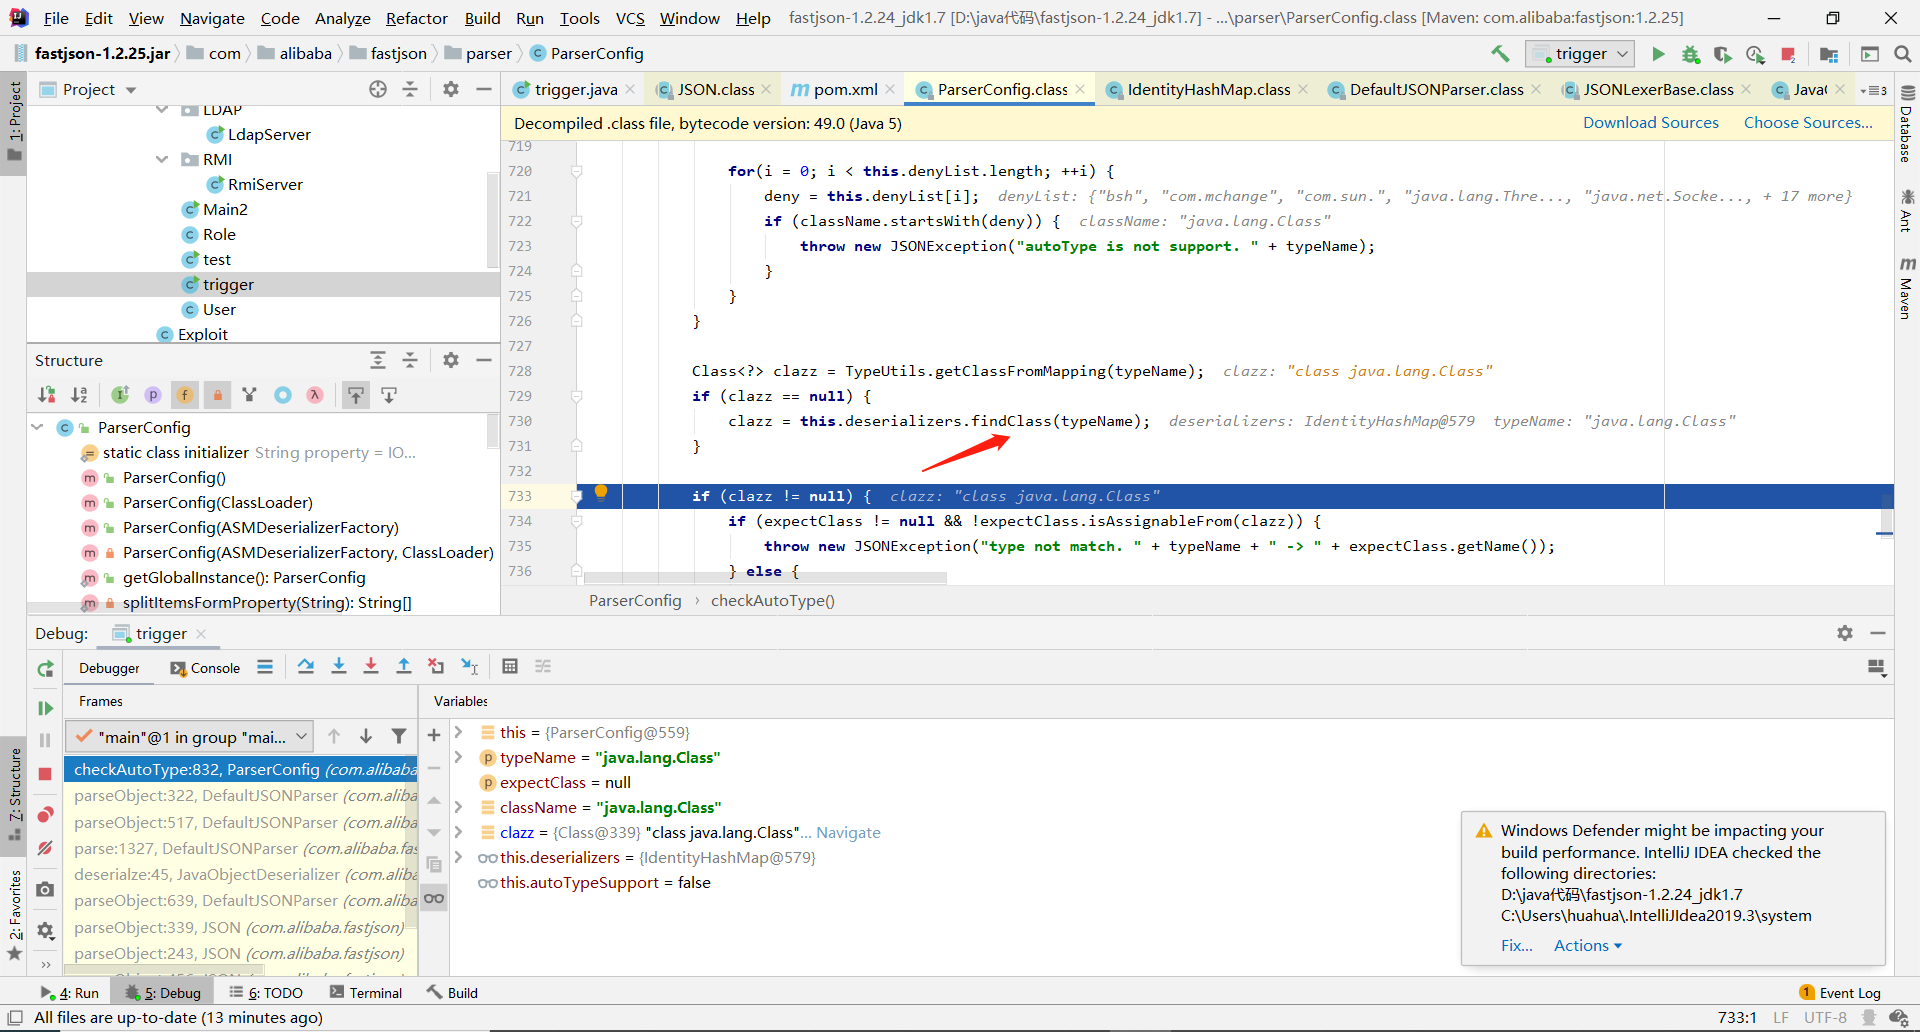 File Edit View Navigate Code Analyze Refactor Build Run Tools VCS Window Help fastjson-1.2.24_jdk1.7 [D:\java代码\fastjson-1.2.24_jdk1.7] - ...\parser\ParserConfig.class [Maven: com.alibaba:fastjson:1.2.25]
fastjson-1.2.25.jar com alibaba fastjson parser ParserConfig trigger
1: Project
Project
trigger.java JSON.class pom.xml ParserConfig.class IdentityHashMap.class DefaultJSONParser.class JSONLexerBase.class Java 3
Decompiled .class file, bytecode version: 49.0 (Java 5) Download Sources Choose Sources...
LDAP
LdapServer
RMI
RmiServer
Main2
Role
test
trigger
User
Exploit
719
720 for(i = 0; i < this.denyList.length; ++i) {
721 deny = this.denyList[i]; denyList: {"bsh", "com.mchange", "com.sun.", "java.lang.Thre..., "java.net.Socke..., + 17 more}
722 if (className.startsWith(deny)) { className: "java.lang.Class"
723 throw new JSONException("autoType is not support. " + typeName);
724 }
725 }
726 }
727
728 Class<?> clazz = TypeUtils.getClassFromMapping(typeName); clazz: "class java.lang.Class"
729 if (clazz == null) {
730 clazz = this.deserializers.findClass(typeName); deserializers: IdentityHashMap@579 typeName: "java.lang.Class"
731 }
732
733 if (clazz != null) { clazz: "class java.lang.Class"
734 if (expectClass != null && !expectClass.isAssignableFrom(clazz)) {
735 throw new JSONException("type not match. " + typeName + " -> " + expectClass.getName());
736 } else {
ParserConfig › checkAutoType()
Database
Ant
Maven
Structure
ParserConfig
static class initializer String property = IO...
ParserConfig()
ParserConfig(ClassLoader)
ParserConfig(ASMDeserializerFactory)
ParserConfig(ASMDeserializerFactory, ClassLoader)
getGlobalInstance(): ParserConfig
splitItemsFormProperty(String): String[]
Debug: trigger
Debugger Console
Frames
Variables
"main"@1 in group "mai...
checkAutoType:832, ParserConfig (com.alibaba
parseObject:322, DefaultJSONParser (com.aliba
parseObject:517, DefaultJSONParser (com.aliba
parse:1327, DefaultJSONParser (com.alibaba.fas
deserialze:45, JavaObjectDeserializer (com.aliba
parseObject:639, DefaultJSONParser (com.aliba
parseObject:339, JSON (com.alibaba.fastjson)
parseObject:243, JSON (com.alibaba.fastjson)
this = {ParserConfig@559}
typeName = "java.lang.Class"
expectClass = null
className = "java.lang.Class"
clazz = {Class@339} "class java.lang.Class"... Navigate
this.deserializers = {IdentityHashMap@579}
this.autoTypeSupport = false
7: Structure
2: Favorites
Windows Defender might be impacting your
build performance. IntelliJ IDEA checked the
following directories:
D:\java代码\fastjson-1.2.24_jdk1.7
C:\Users\huahua\.IntelliJIdea2019.3\system
Fix... Actions
4: Run 5: Debug 6: TODO Terminal Build 1 Event Log
All files are up-to-date (13 minutes ago) 733:1 LF UTF-8